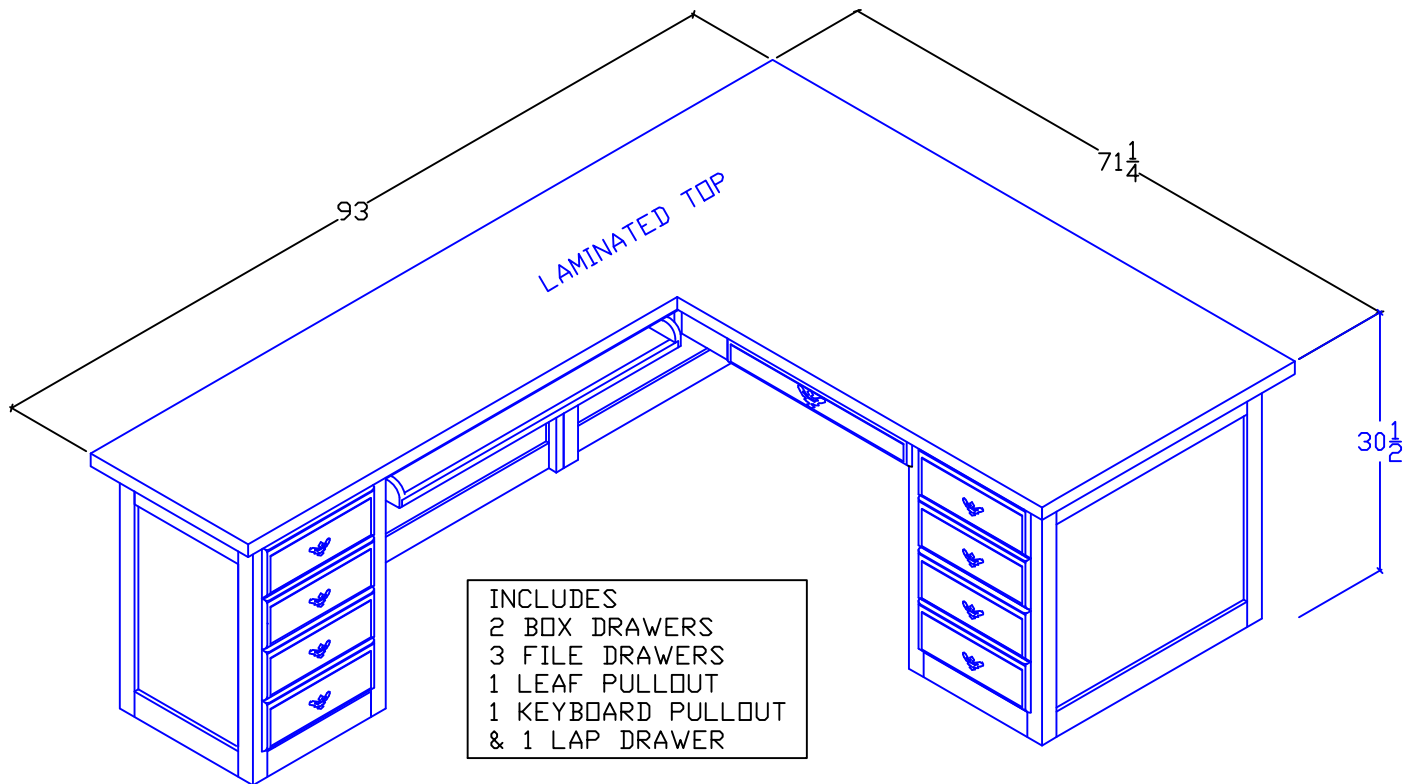 93
71 1/4
LAMINATED TOP
30 1/2
INCLUDES
2 BOX DRAWERS
3 FILE DRAWERS
1 LEAF PULLOUT
1 KEYBOARD PULLOUT
& 1 LAP DRAWER